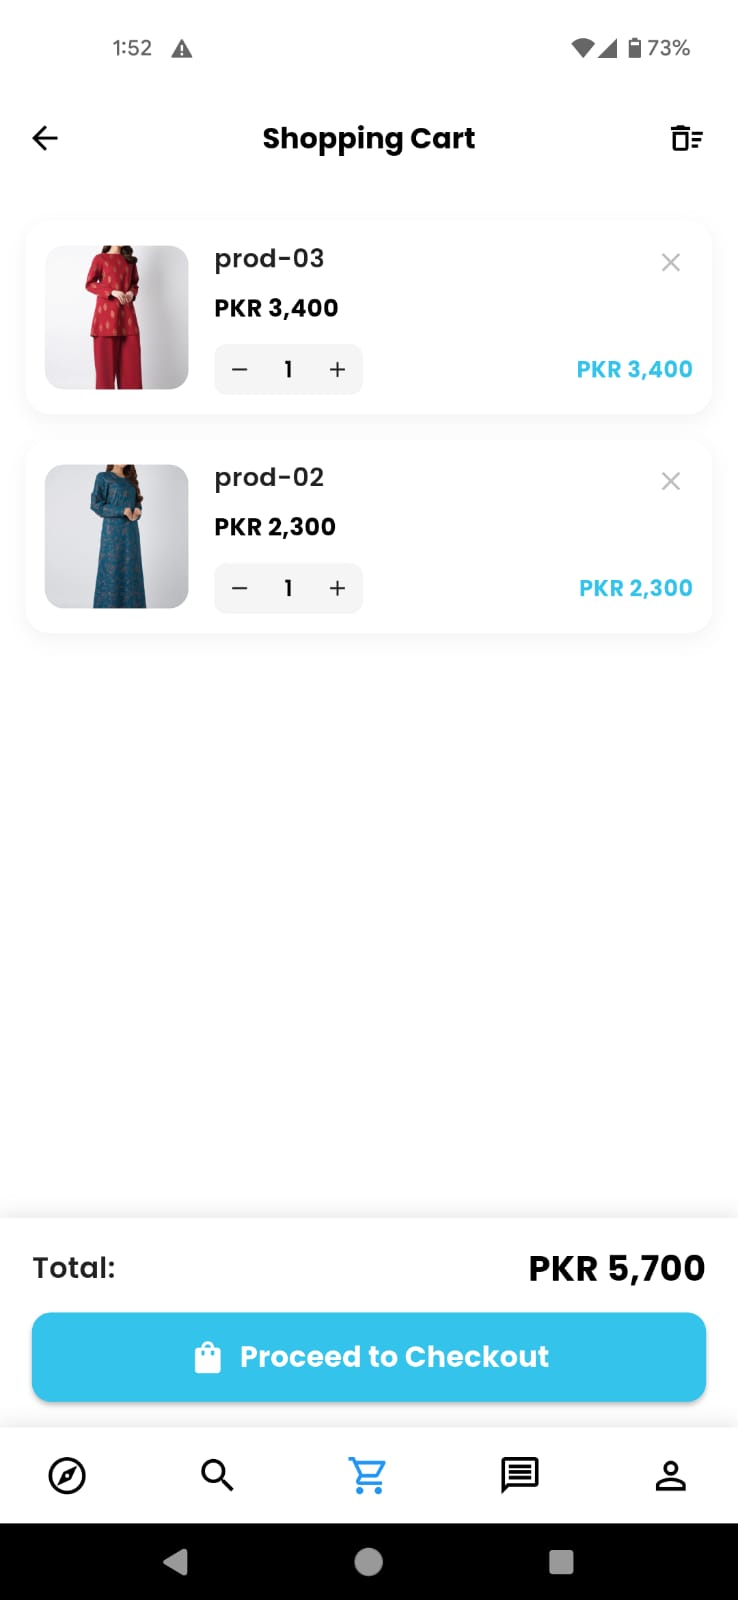 1:52
73%
Shopping Cart
prod-03
PKR 3,400
1
PKR 3,400
prod-02
PKR 2,300
1
PKR 2,300
Total:
PKR 5,700
Proceed to Checkout